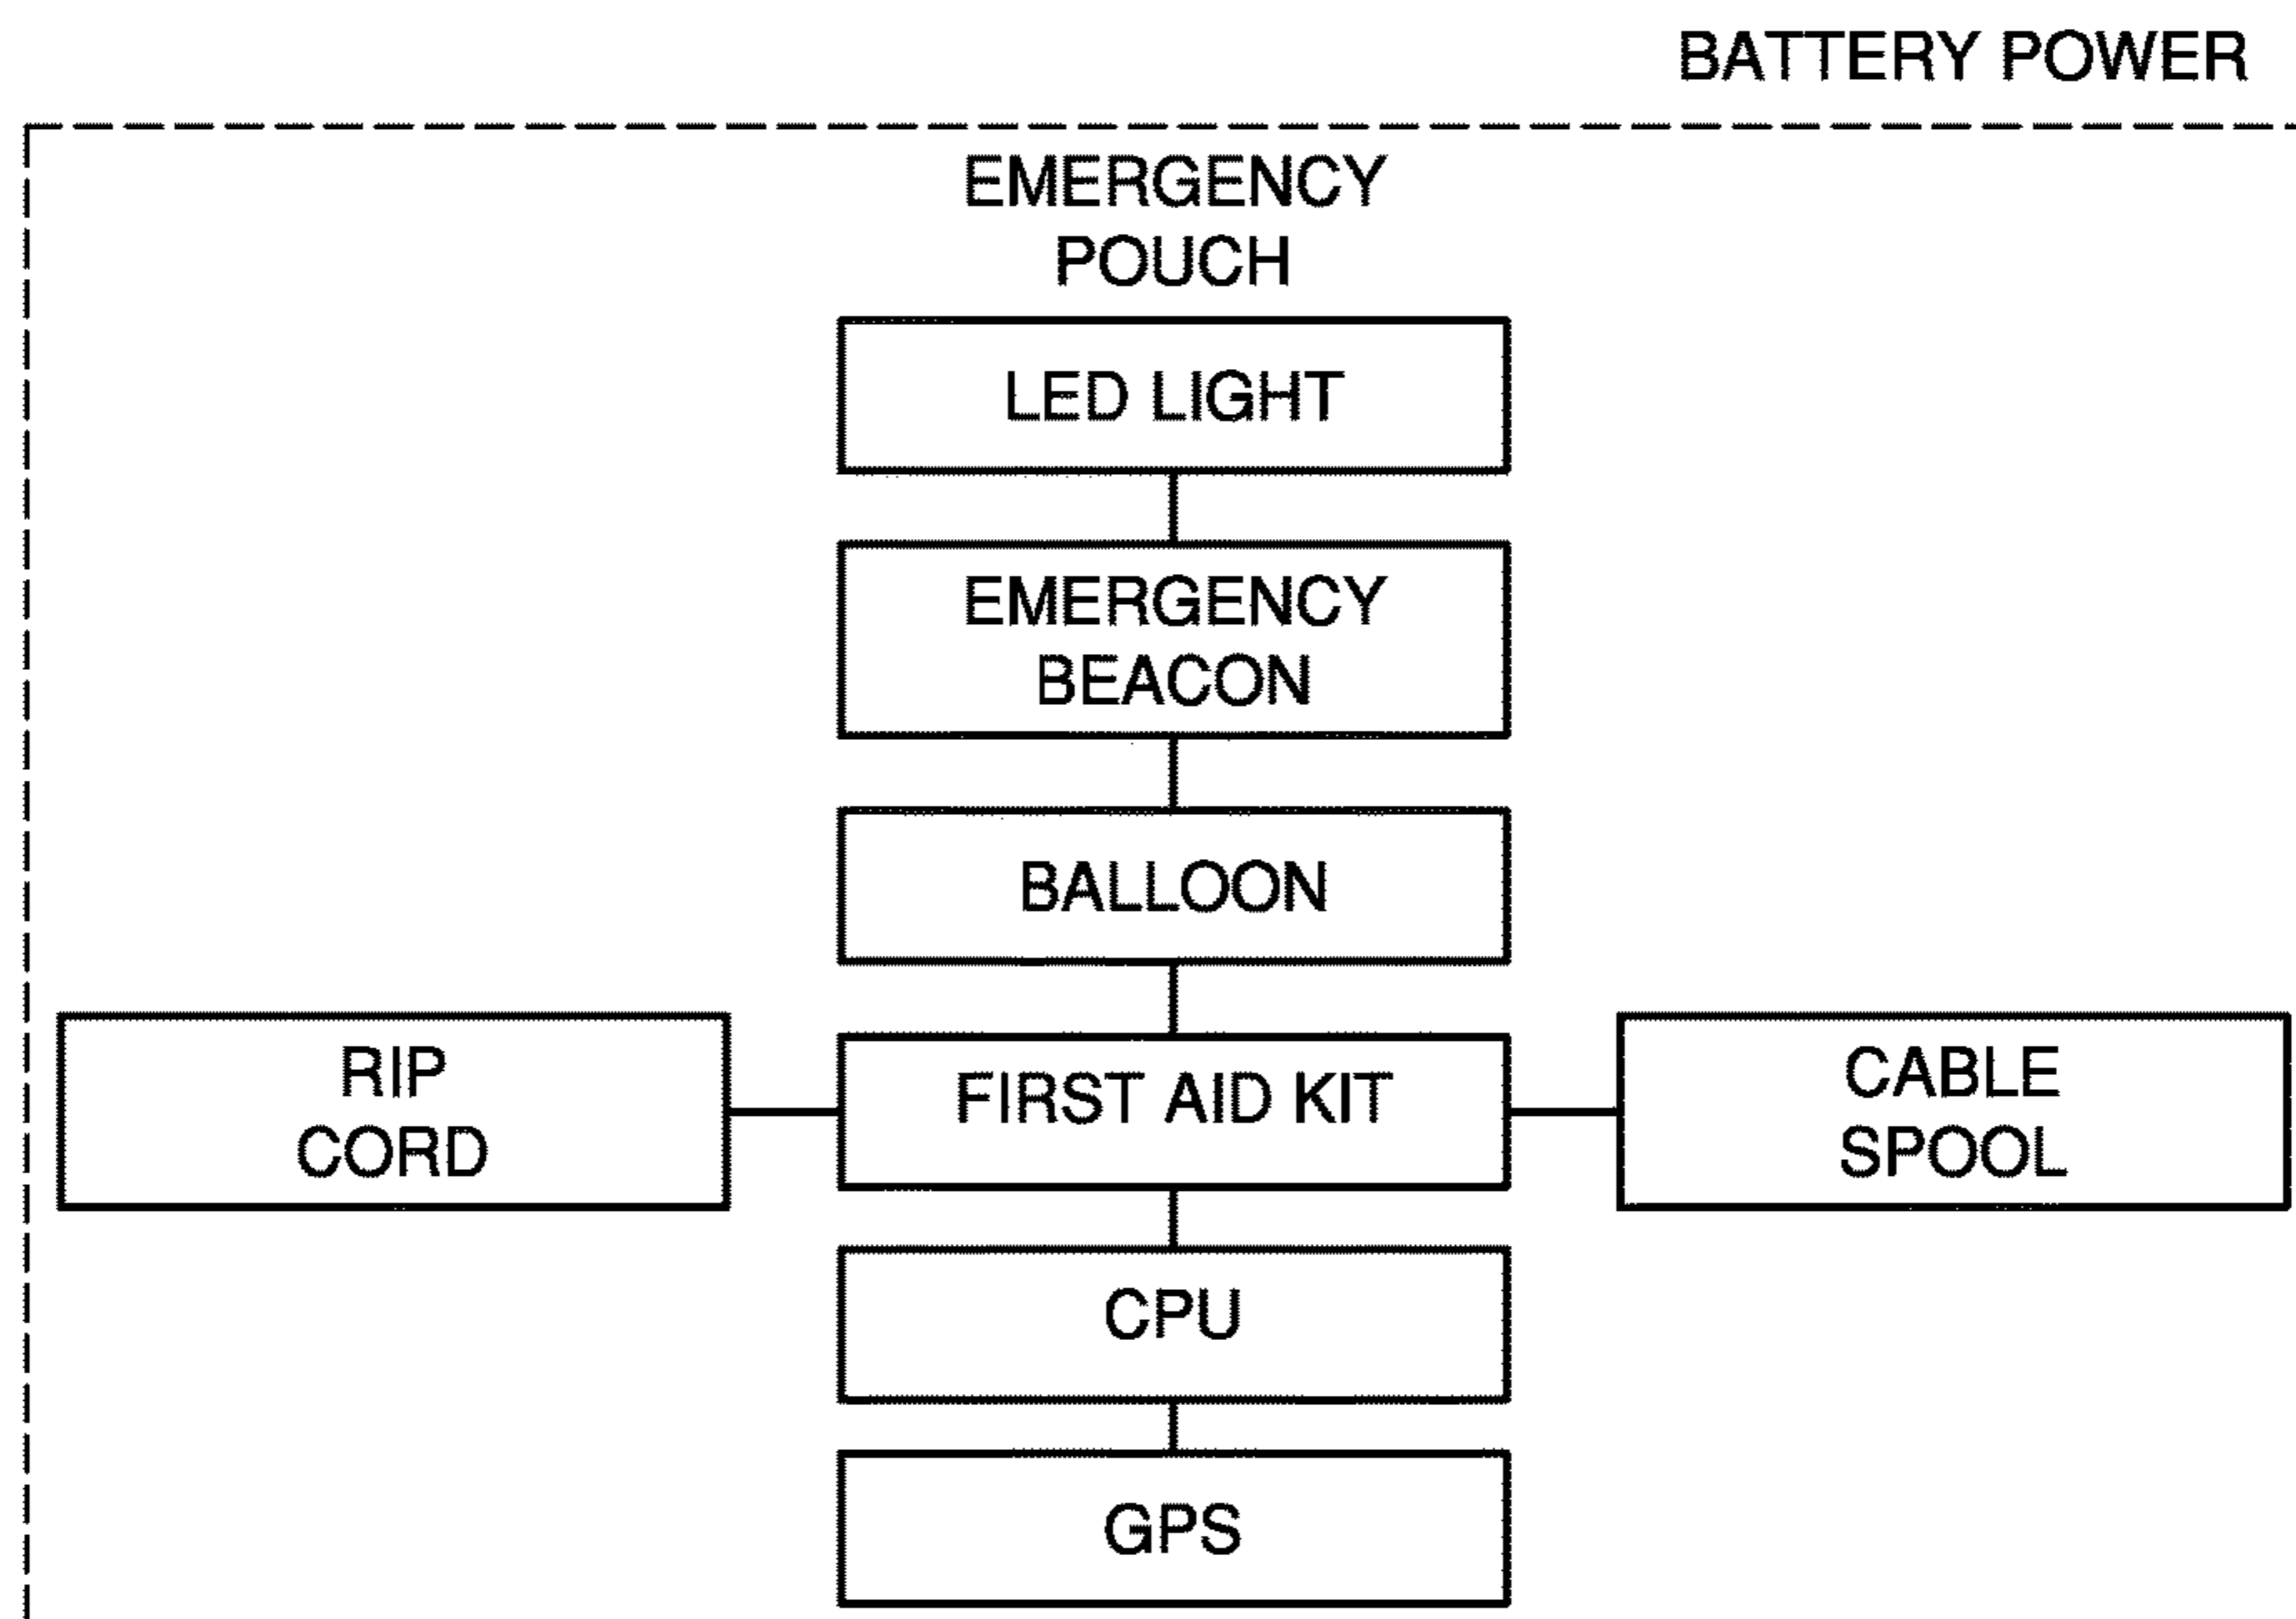 BATTERY POWER
EMERGENCY
POUCH
LED LIGHT
EMERGENCY
BEACON
BALLOON
RIP
CORD
FIRST AID KIT
CABLE
SPOOL
CPU
GPS